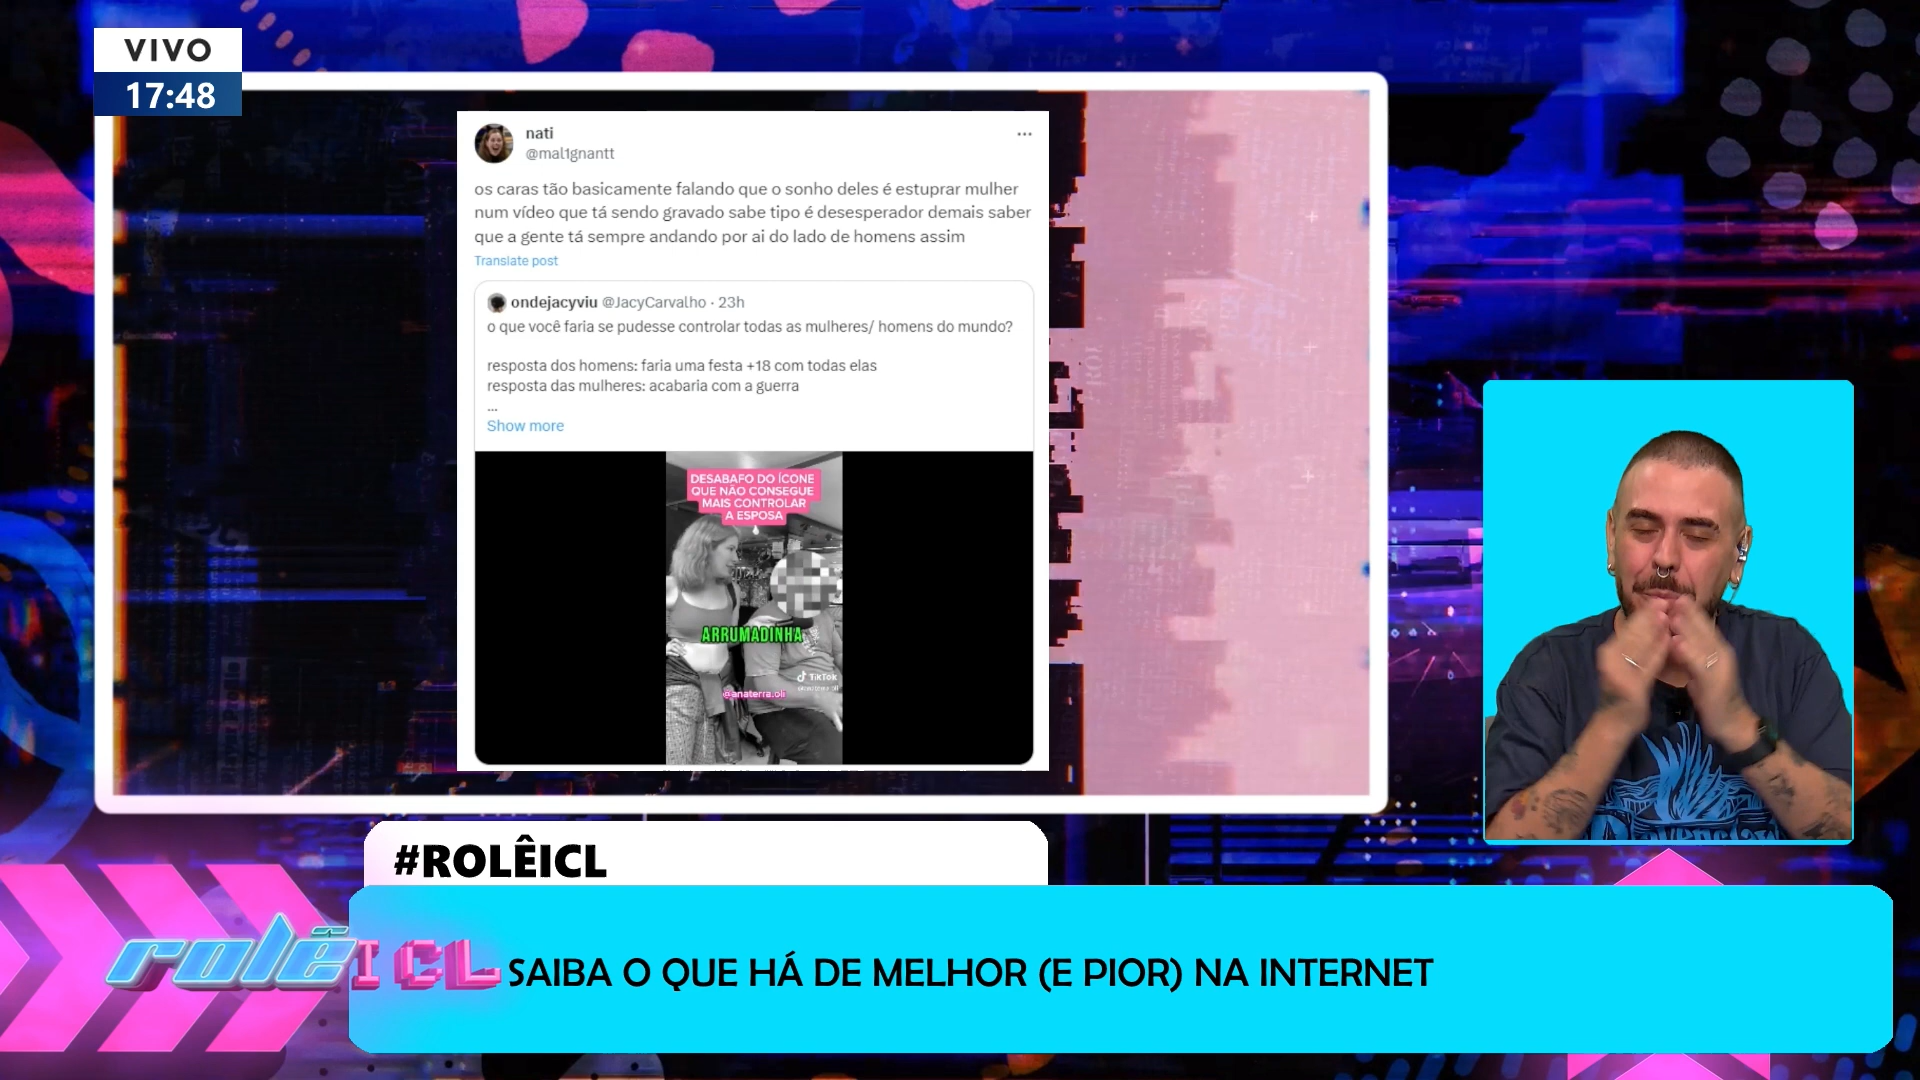 VIVO
17:48
nati
@mal1gnantt
os caras tão basicamente falando que o sonho deles é estuprar mulher
num vídeo que tá sendo gravado sabe tipo é desesperador demais saber
que a gente tá sempre andando por ai do lado de homens assim
Translate post
ondejacyviu @JacyCarvalho · 23h
o que você faria se pudesse controlar todas as mulheres/ homens do mundo?
resposta dos homens: faria uma festa +18 com todas elas
resposta das mulheres: acabaria com a guerra
...
Show more
DESABAFO DO ÍCONE
QUE NÃO CONSEGUE
MAIS CONTROLAR
A ESPOSA
ARRUMADINHA
TikTok
@anaterra.oli
#ROLÊICL
rolê ICL
SAIBA O QUE HÁ DE MELHOR (E PIOR) NA INTERNET